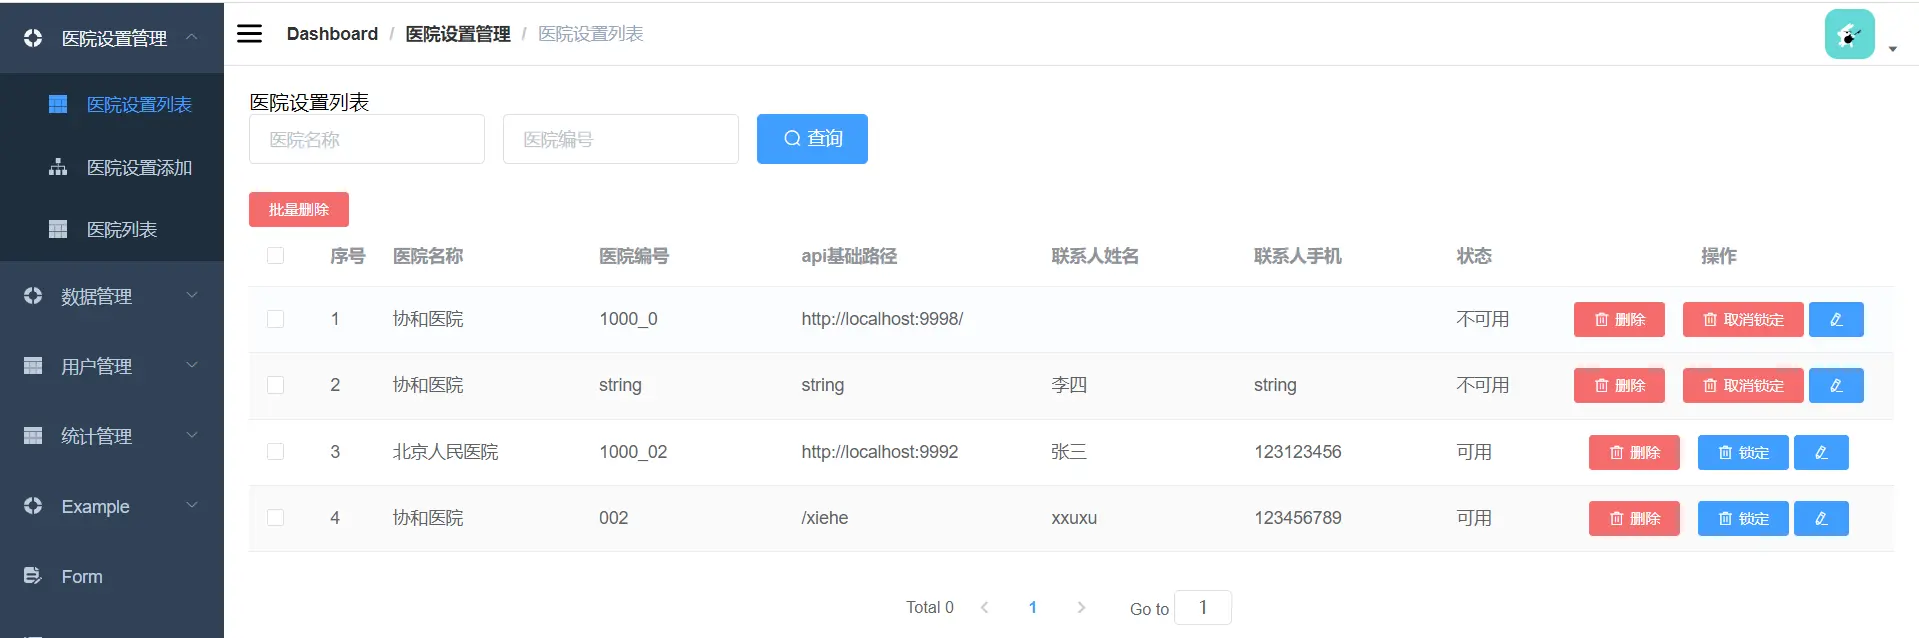 医院设置管理
医院设置列表
医院设置添加
医院列表
数据管理
用户管理
统计管理
Example
Form
Dashboard / 医院设置管理 / 医院设置列表
医院设置列表
医院名称 医院编号 查询
批量删除
序号 医院名称 医院编号 api基础路径 联系人姓名 联系人手机 状态 操作
1 协和医院 1000_0 http://localhost:9998/ 不可用 删除 取消锁定
2 协和医院 string string 李四 string 不可用 删除 取消锁定
3 北京人民医院 1000_02 http://localhost:9992 张三 123123456 可用 删除 锁定
4 协和医院 002 /xiehe xxuxu 123456789 可用 删除 锁定
Total 0 1 Go to 1